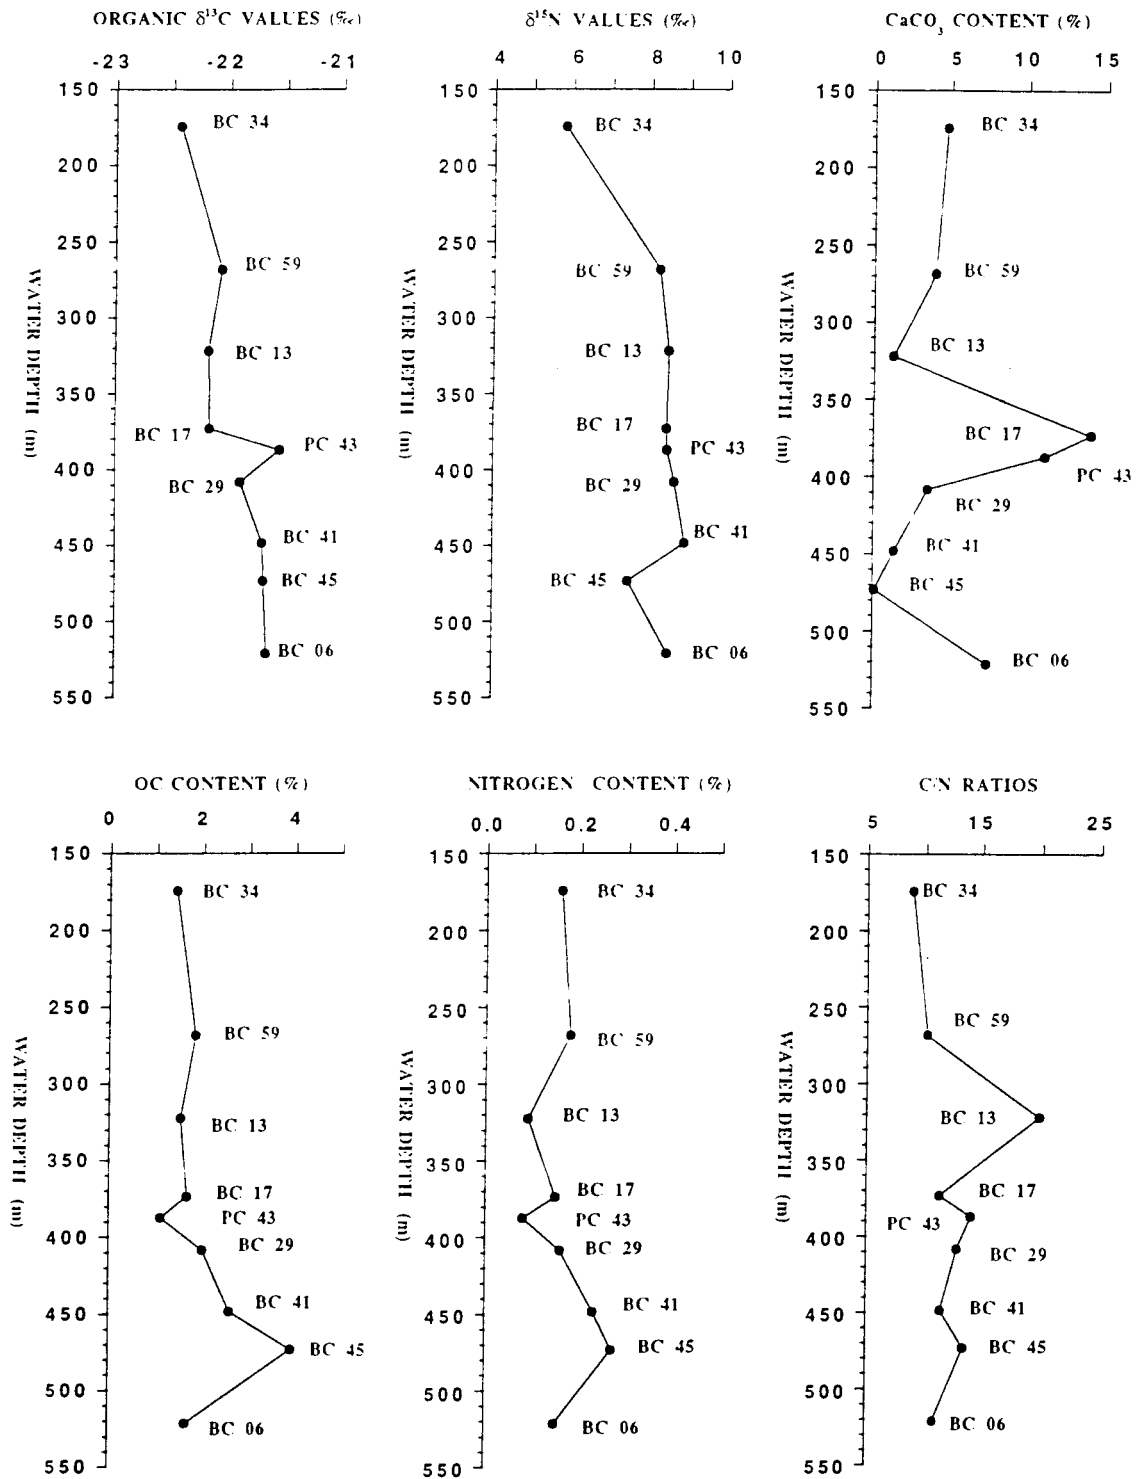 ORGANIC δ¹³C VALUES (‰)
-23 -22 -21
150
200
250
300
350
400
450
500
550
WATER DEPTH (m)
BC 34
BC 59
BC 13
BC 17
PC 43
BC 29
BC 41
BC 45
BC 06
δ¹⁵N VALUES (‰)
4 6 8 10
150
200
250
300
350
400
450
500
550
WATER DEPTH (m)
BC 34
BC 59
BC 13
BC 17
PC 43
BC 29
BC 41
BC 45
BC 06
CaCO₃ CONTENT (%)
0 5 10 15
150
200
250
300
350
400
450
500
550
WATER DEPTH (m)
BC 34
BC 59
BC 13
BC 17
PC 43
BC 29
BC 41
BC 45
BC 06
OC CONTENT (%)
0 2 4
150
200
250
300
350
400
450
500
550
WATER DEPTH (m)
BC 34
BC 59
BC 13
BC 17
PC 43
BC 29
BC 41
BC 45
BC 06
NITROGEN CONTENT (%)
0.0 0.2 0.4
150
200
250
300
350
400
450
500
550
WATER DEPTH (m)
BC 34
BC 59
BC 13
BC 17
PC 43
BC 29
BC 41
BC 45
BC 06
C/N RATIOS
5 15 25
150
200
250
300
350
400
450
500
550
WATER DEPTH (m)
BC 34
BC 59
BC 13
BC 17
PC 43
BC 29
BC 41
BC 45
BC 06